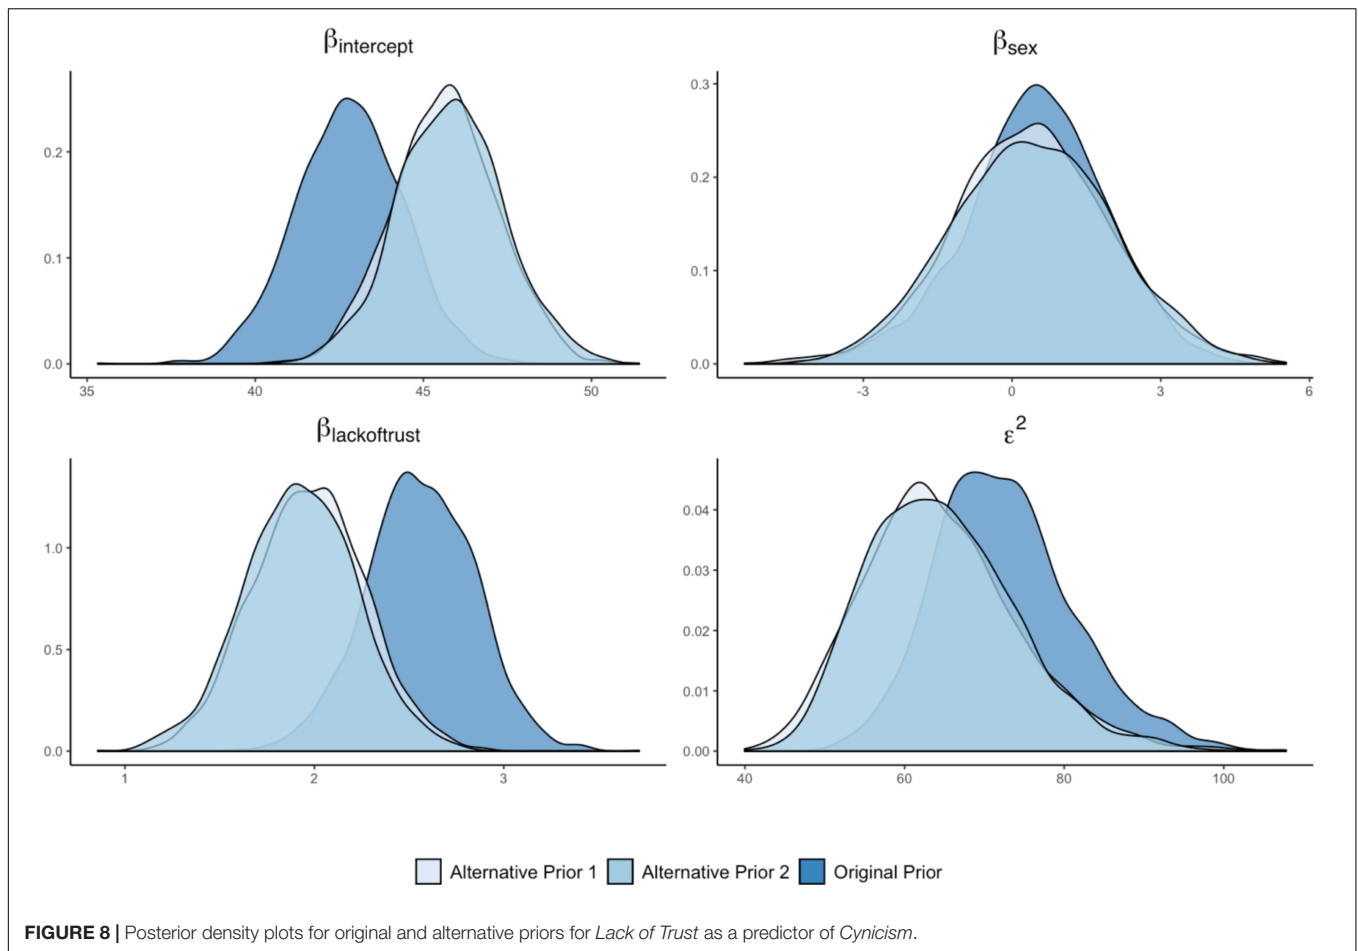 βintercept
βsex
0.2
0.1
0.0
35 40 45 50
0.3
0.2
0.1
0.0
-3 0 3 6
βlackoftrust
ε2
1.0
0.5
0.0
1 2 3
0.04
0.03
0.02
0.01
0.00
40 60 80 100
Alternative Prior 1 Alternative Prior 2 Original Prior
FIGURE 8 | Posterior density plots for original and alternative priors for Lack of Trust as a predictor of Cynicism.